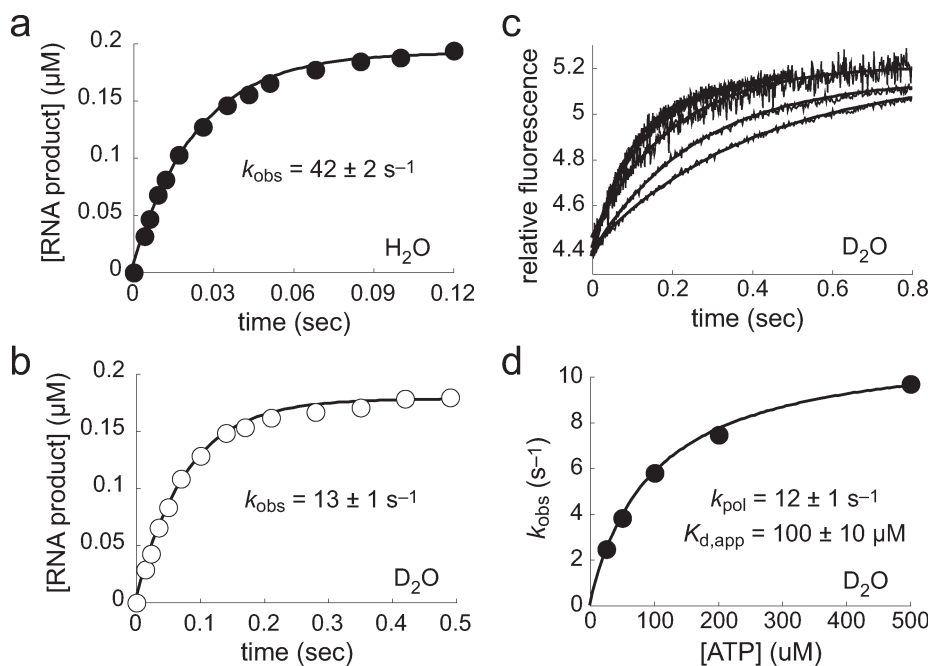 a
0.2
0.15
0.1
0.05
0
[RNA product] (µM)
k_obs = 42 ± 2 s⁻¹
H₂O
0 0.03 0.06 0.09 0.12
time (sec)
b
0.2
0.15
0.1
0.05
0
[RNA product] (µM)
k_obs = 13 ± 1 s⁻¹
D₂O
0 0.1 0.2 0.3 0.4 0.5
time (sec)
c
5.2
5
4.8
4.6
4.4
relative fluorescence
D₂O
0 0.2 0.4 0.6 0.8
time (sec)
d
10
8
6
4
2
0
k_obs (s⁻¹)
k_pol = 12 ± 1 s⁻¹
K_d,app = 100 ± 10 µM
D₂O
0 100 200 300 400 500
[ATP] (uM)